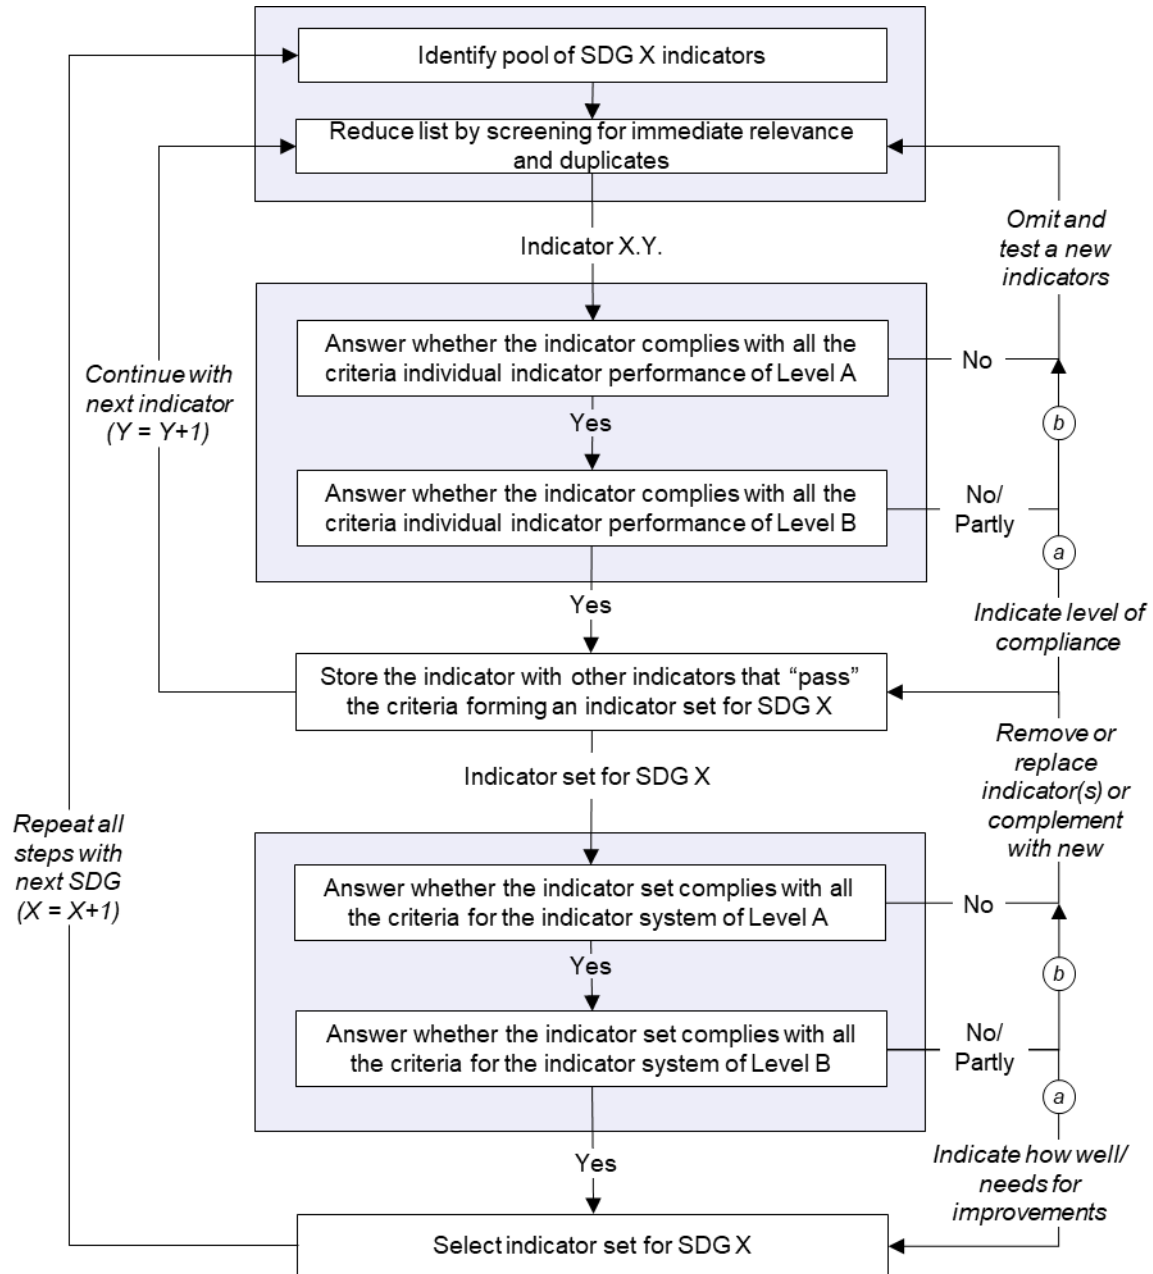 Identify pool of SDG X indicators
Reduce list by screening for immediate relevance
and duplicates
Omit and
test a new
indicators
Indicator X.Y.
Answer whether the indicator complies with all the
criteria individual indicator performance of Level A
No
Continue with
next indicator
(Y = Y+1)
Yes
b
Answer whether the indicator complies with all the
criteria individual indicator performance of Level B
No/
Partly
a
Yes
Indicate level of
compliance
Store the indicator with other indicators that “pass”
the criteria forming an indicator set for SDG X
Remove or
replace
indicator(s) or
complement
with new
Indicator set for SDG X
Repeat all
steps with
next SDG
(X = X+1)
Answer whether the indicator set complies with all
the criteria for the indicator system of Level A
No
Yes
b
Answer whether the indicator set complies with all
the criteria for the indicator system of Level B
No/
Partly
a
Yes
Indicate how well/
needs for
improvements
Select indicator set for SDG X